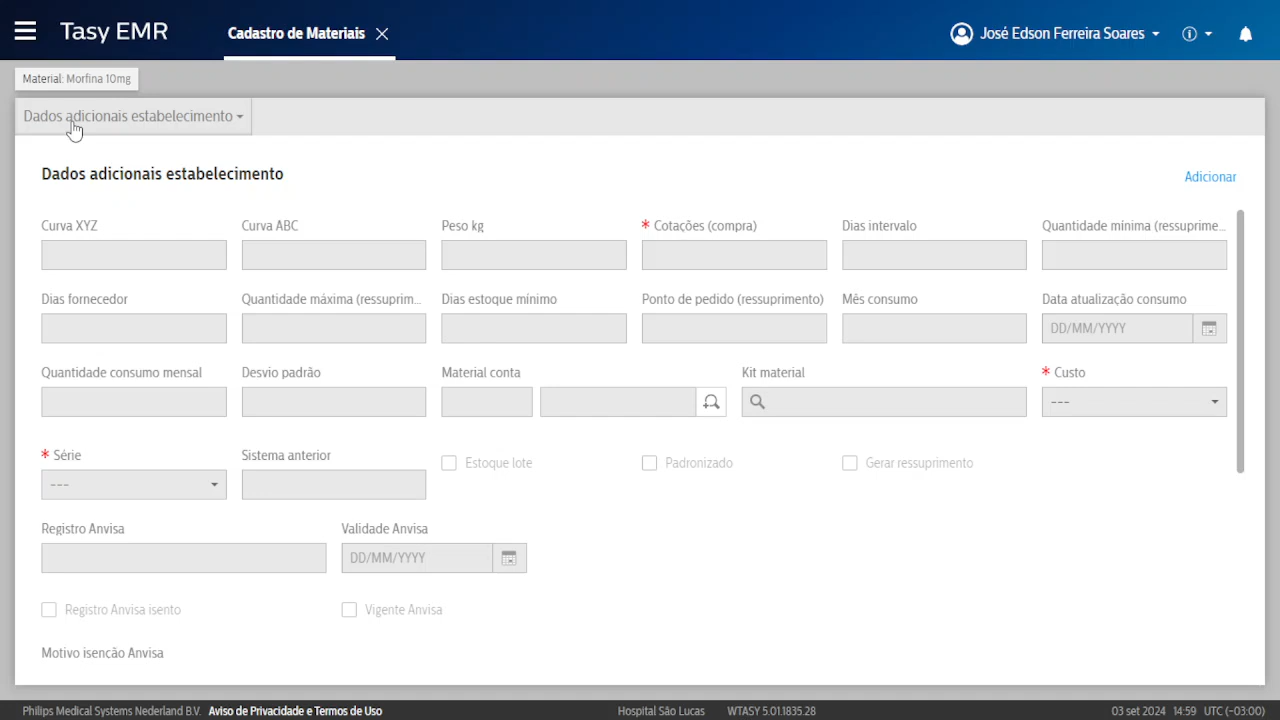 Tasy EMR
Cadastro de Materiais
José Edson Ferreira Soares
Material: Morfina 10mg
Dados adicionais estabelecimento
Dados adicionais estabelecimento
Adicionar
Curva XYZ
Curva ABC
Peso kg
* Cotações (compra)
Dias intervalo
Quantidade mínima (ressuprime...
Dias fornecedor
Quantidade máxima (ressuprim...
Dias estoque mínimo
Ponto de pedido (ressuprimento)
Mês consumo
Data atualização consumo
DD/MM/YYYY
Quantidade consumo mensal
Desvio padrão
Material conta
Kit material
* Custo
---
* Série
---
Sistema anterior
Estoque lote
Padronizado
Gerar ressuprimento
Registro Anvisa
Validade Anvisa
DD/MM/YYYY
Registro Anvisa isento
Vigente Anvisa
Motivo isenção Anvisa
Philips Medical Systems Nederland B.V. Aviso de Privacidade e Termos de Uso
Hospital São Lucas
WTASY 5.01.1835.28
03 set 2024 14:59 UTC (-03:00)